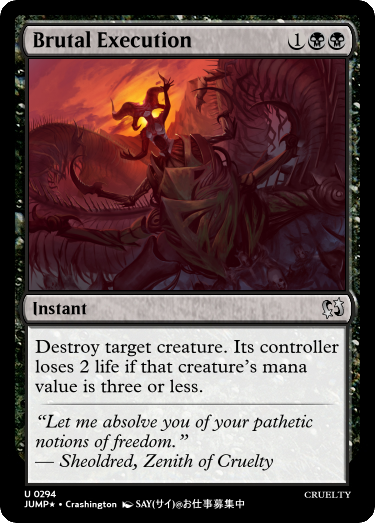 Brutal Execution 1
Instant
Destroy target creature. Its controller
loses 2 life if that creature's mana
value is three or less.
“Let me absolve you of your pathetic
notions of freedom.”
— Sheoldred, Zenith of Cruelty
U 0294
JUMP★ • Crashington SAY(サイ)@お仕事募集中
CRUELTY